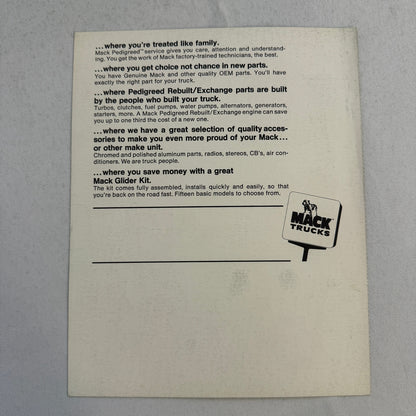 ...where you're treated like family.
Mack Pedigreed™ service gives you care, attention and understand-
ing. You get the work of Mack factory-trained technicians, the best.
...where you get choice not chance in new parts.
You have Genuine Mack and other quality OEM parts. You'll have
exactly the right part for your truck.
...where Pedigreed Rebuilt/Exchange parts are built
by the people who built your truck.
Turbos, clutches, fuel pumps, water pumps, alternators, generators,
starters, more. A Mack Pedigreed Rebuilt/Exchange engine can save
you up to one third the cost of a new one.
...where we have a great selection of quality acces-
sories to make you even more proud of your Mack...
or other make unit.
Chromed and polished aluminum parts, radios, stereos, CB's, air con-
ditioners. We are truck people.
...where you save money with a great
Mack Glider Kit.
The kit comes fully assembled, installs quickly and easily, so that
you're back on the road fast. Fifteen basic models to choose from.
MACK
TRUCKS